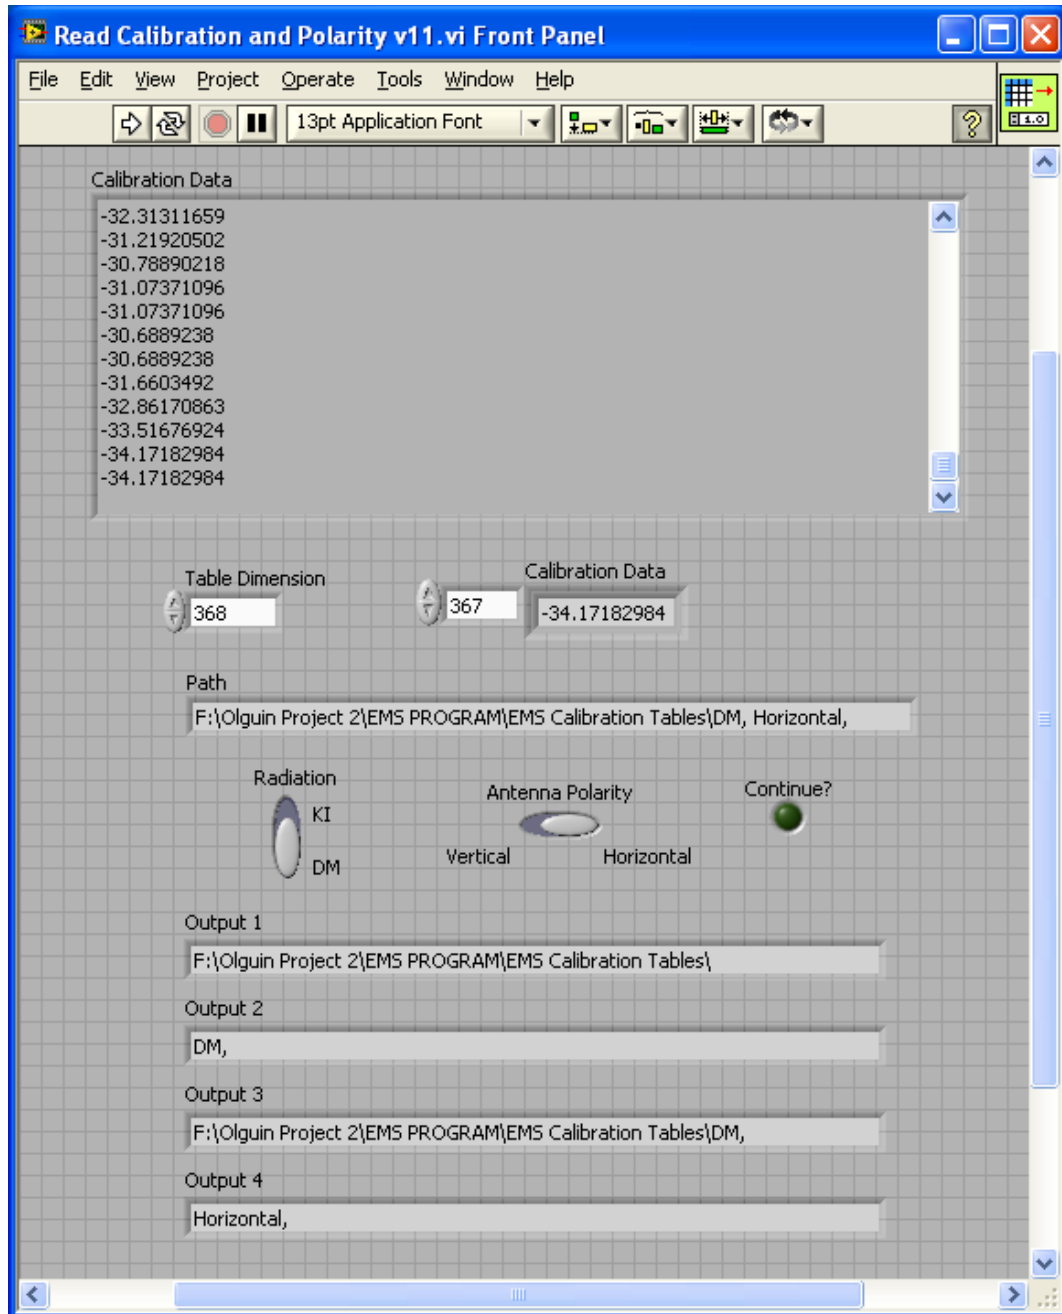 Read Calibration and Polarity v11.vi Front Panel
File Edit View Project Operate Tools Window Help
13pt Application Font
1.0
Calibration Data
-32.31311659
-31.21920502
-30.78890218
-31.07371096
-31.07371096
-30.6889238
-30.6889238
-31.6603492
-32.86170863
-33.51676924
-34.17182984
-34.17182984
Table Dimension
368
Calibration Data
367
-34.17182984
Path
F:\Olguin Project 2\EMS PROGRAM\EMS Calibration Tables\DM, Horizontal,
Radiation
KI
DM
Antenna Polarity
Vertical Horizontal
Continue?
Output 1
F:\Olguin Project 2\EMS PROGRAM\EMS Calibration Tables\
Output 2
DM,
Output 3
F:\Olguin Project 2\EMS PROGRAM\EMS Calibration Tables\DM,
Output 4
Horizontal,